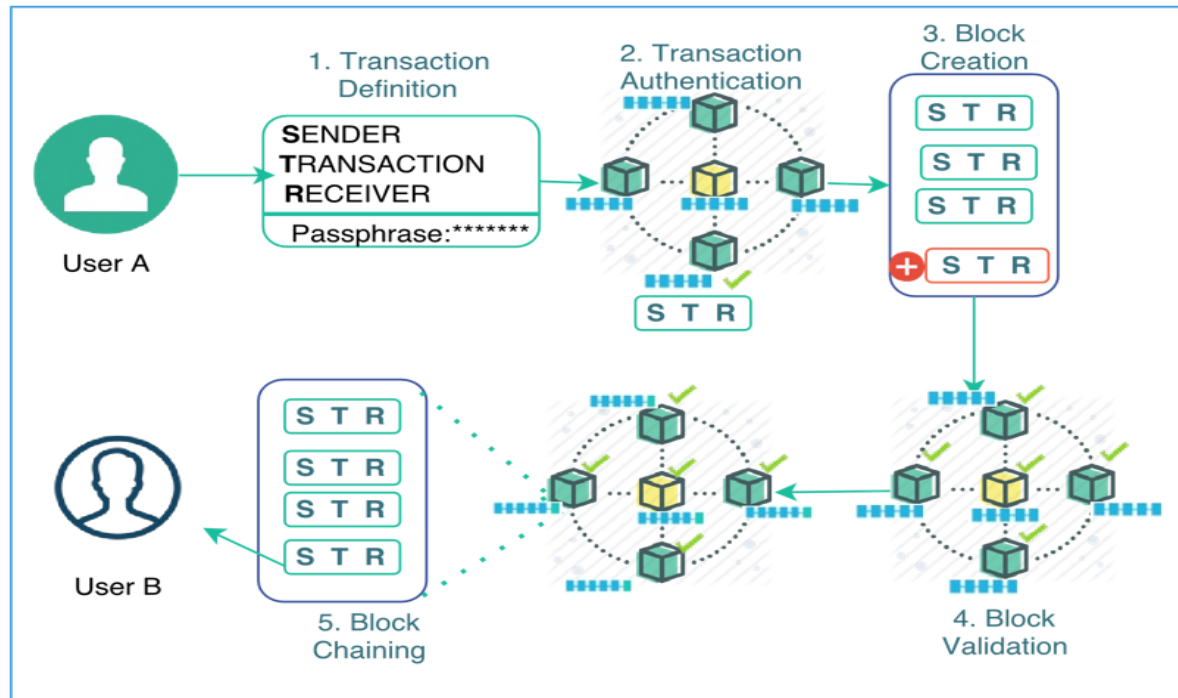 1. Transaction
Definition
2. Transaction
Authentication
3. Block
Creation
SENDER
TRANSACTION
RECEIVER
Passphrase:*******
User A
S T R
S T R
S T R
S T R
S T R
S T R
S T R
S T R
S T R
User B
5. Block
Chaining
4. Block
Validation